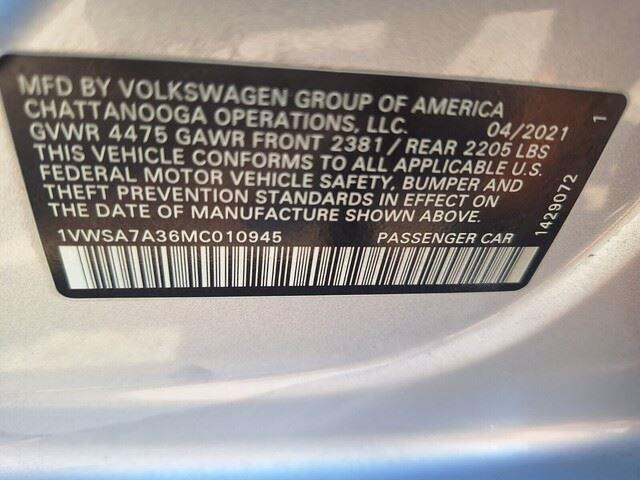 MFD BY VOLKSWAGEN GROUP OF AMERICA
CHATTANOOGA OPERATIONS, LLC. 04/2021
GVWR 4475 GAWR FRONT 2381 / REAR 2205 LBS
THIS VEHICLE CONFORMS TO ALL APPLICABLE U.S.
FEDERAL MOTOR VEHICLE SAFETY, BUMPER AND
THEFT PREVENTION STANDARDS IN EFFECT ON
THE DATE OF MANUFACTURE SHOWN ABOVE.
1VWSA7A36MC010945 PASSENGER CAR
1429072 1